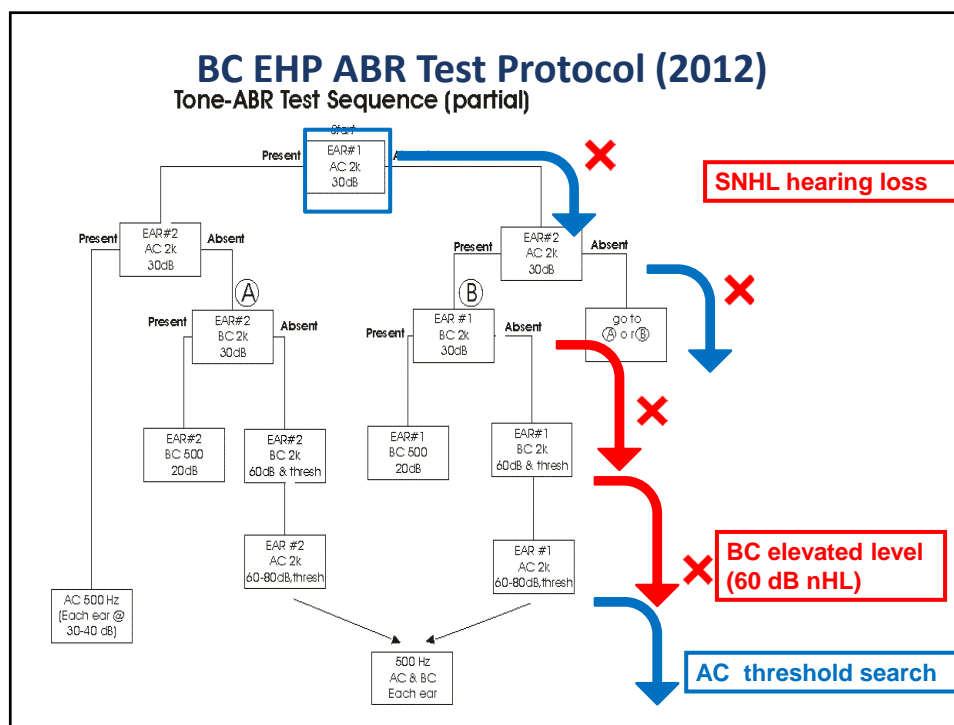 BC EHP ABR Test Protocol (2012)
Tone-ABR Test Sequence (partial)
Start
Present
EAR#1
AC 2k
30dB
SNHL hearing loss
Present
EAR#2
AC 2k
30dB
Absent
Present
EAR#2
AC 2k
30dB
Absent
A
B
Present
EAR#2
BC 2k
30dB
Absent
Present
EAR #1
BC 2k
30dB
Absent
go to
A or B
EAR#2
BC 500
20dB
EAR#2
BC 2k
60dB & thresh
EAR#1
BC 500
20dB
EAR#1
BC 2k
60dB & thresh
EAR #2
AC 2k
60-80dB,thresh
EAR #1
AC 2k
60-80dB,thresh
BC elevated level
(60 dB nHL)
AC 500 Hz
(Each ear @
30-40 dB)
500 Hz
AC & BC
Each ear
AC threshold search